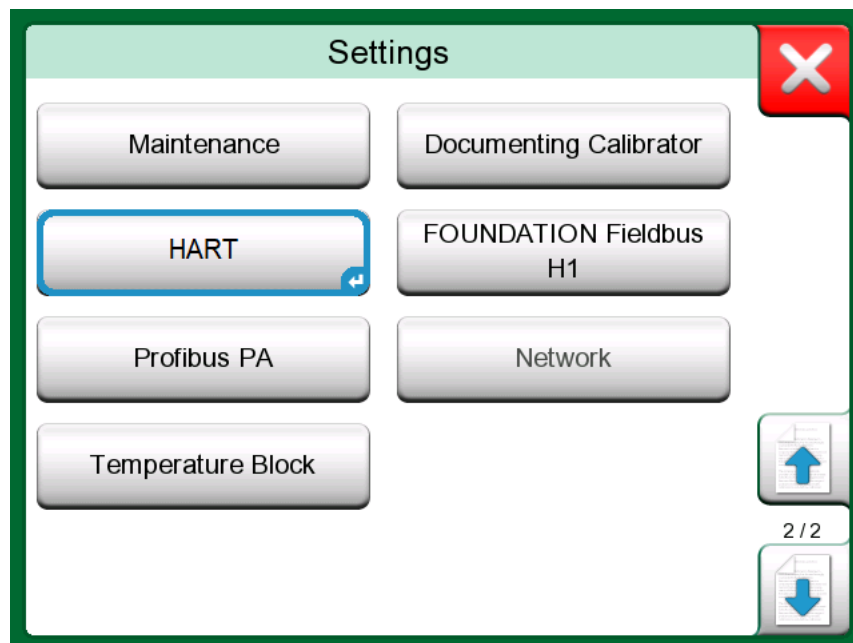 Settings
Maintenance
Documenting Calibrator
HART
FOUNDATION Fieldbus
H1
Profibus PA
Network
Temperature Block
2 / 2